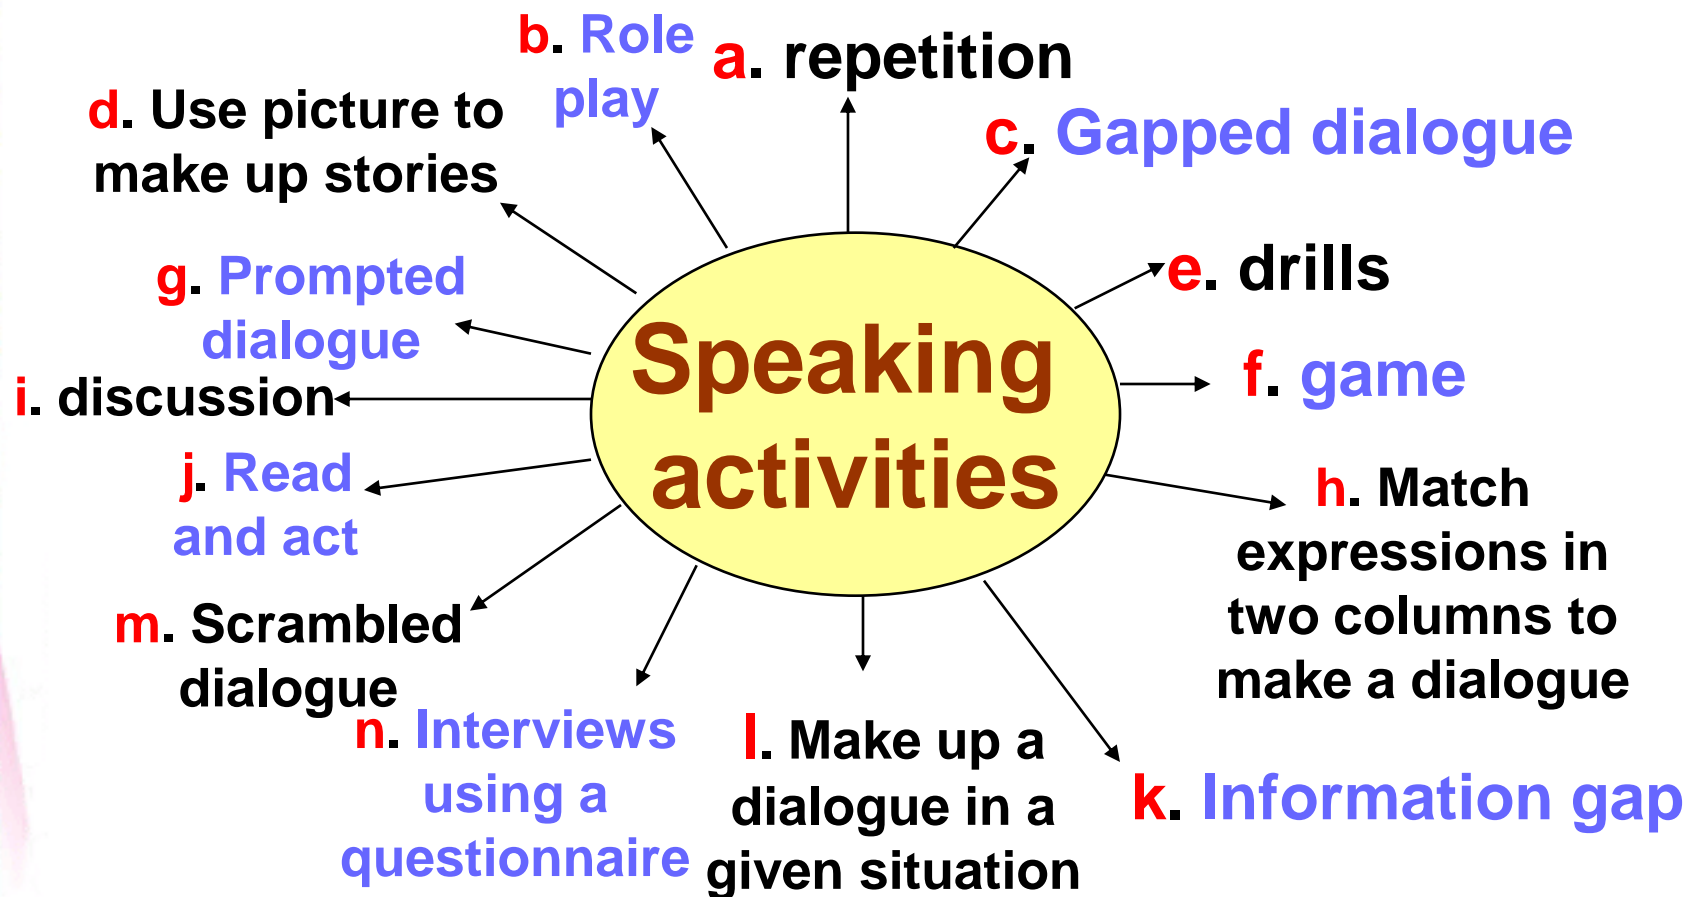 Speaking
activities
a. repetition
b. Role
play
c. Gapped dialogue
d. Use picture to
make up stories
e. drills
f. game
g. Prompted
dialogue
h. Match
expressions in
two columns to
make a dialogue
i. discussion
j. Read
and act
k. Information gap
l. Make up a
dialogue in a
given situation
m. Scrambled
dialogue
n. Interviews
using a
questionnaire